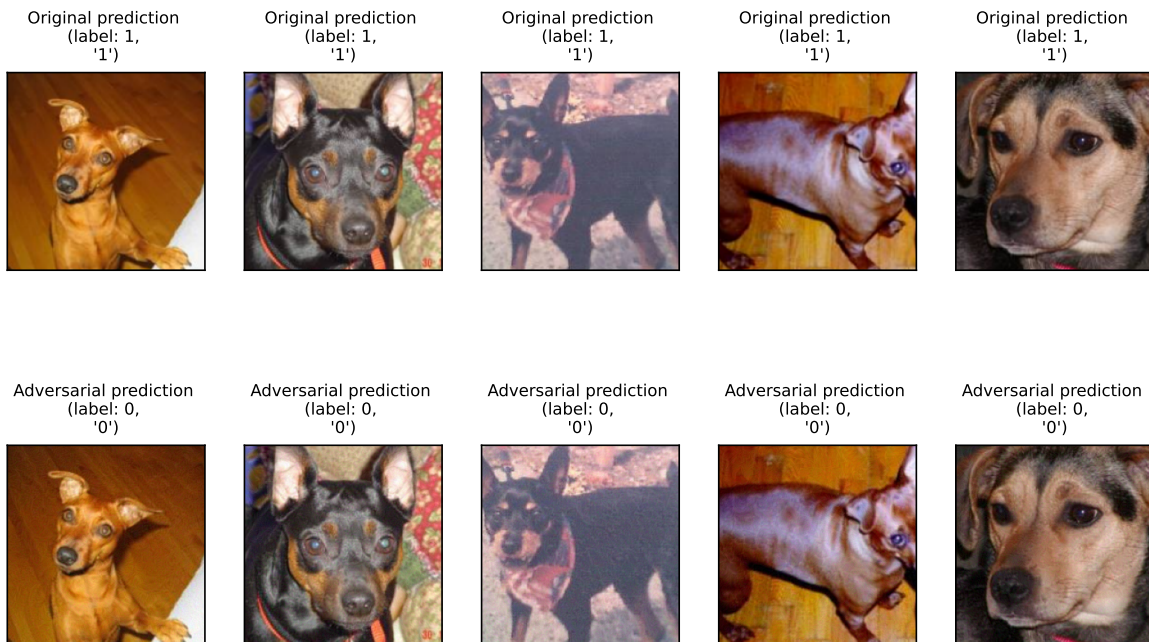 Original prediction
(label: 1,
'1')
Original prediction
(label: 1,
'1')
Original prediction
(label: 1,
'1')
Original prediction
(label: 1,
'1')
Original prediction
(label: 1,
'1')
30
Adversarial prediction
(label: 0,
'0')
Adversarial prediction
(label: 0,
'0')
Adversarial prediction
(label: 0,
'0')
Adversarial prediction
(label: 0,
'0')
Adversarial prediction
(label: 0,
'0')
30